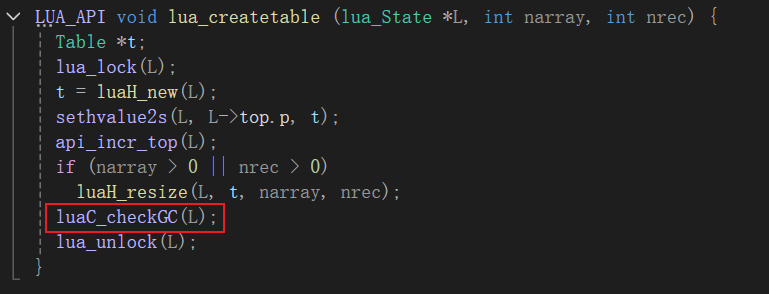 LUA_API void lua_createtable (lua_State *L, int narray, int nrec) {
  Table *t;
  lua_lock(L);
  t = luaH_new(L);
  sethvalue2s(L, L->top.p, t);
  api_incr_top(L);
  if (narray > 0 || nrec > 0)
    luaH_resize(L, t, narray, nrec);
  luaC_checkGC(L);
  lua_unlock(L);
}